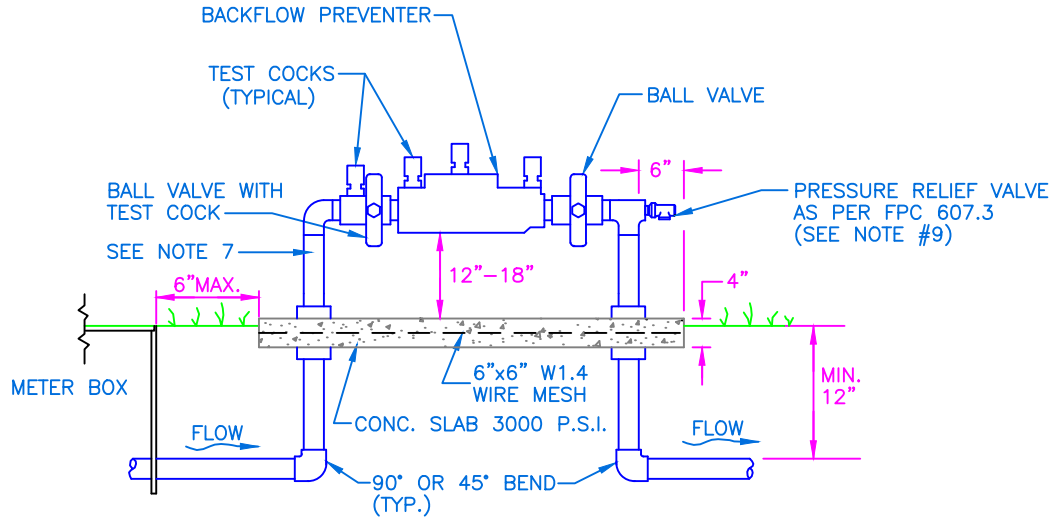 BACKFLOW PREVENTER
TEST COCKS
(TYPICAL)
BALL VALVE
6"
BALL VALVE WITH
TEST COCK
PRESSURE RELIEF VALVE
AS PER FPC 607.3
(SEE NOTE #9)
SEE NOTE 7
12"-18"
6"MAX.
4"
METER BOX
6"x6" W1.4
WIRE MESH
MIN.
12"
CONC. SLAB 3000 P.S.I.
FLOW
FLOW
90° OR 45° BEND
(TYP.)